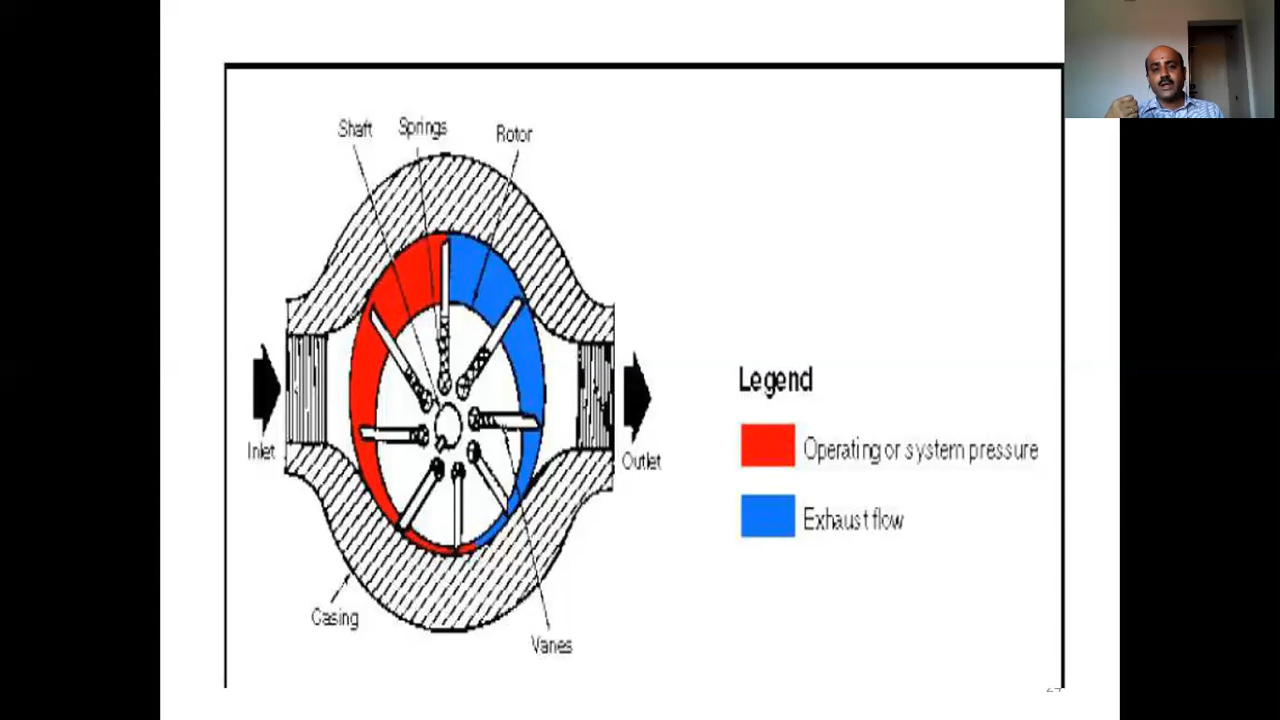 Shaft
Springs
Rotor
Inlet
Outlet
Casing
Vanes
Legend
Operating or system pressure
Exhaust flow